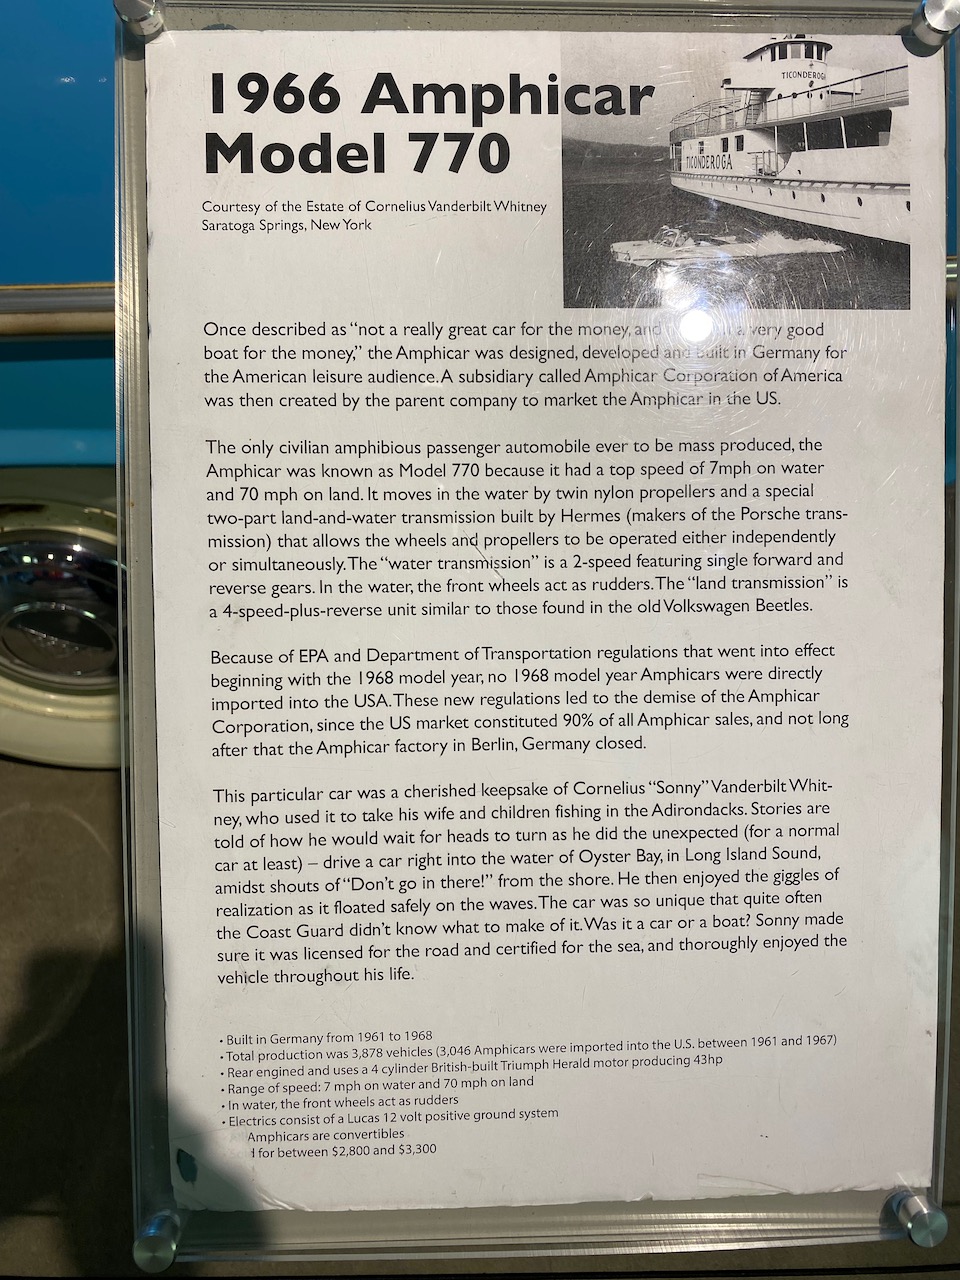 1966 Amphicar
Model 770
TICONDEROGA
TICONDEROGA
Courtesy of the Estate of Cornelius Vanderbilt Whitney
Saratoga Springs, New York
Once described as “not a really great car for the money, and a very good
boat for the money,” the Amphicar was designed, developed and built in Germany for
the American leisure audience. A subsidiary called Amphicar Corporation of America
was then created by the parent company to market the Amphicar in the US.
The only civilian amphibious passenger automobile ever to be mass produced, the
Amphicar was known as Model 770 because it had a top speed of 7mph on water
and 70 mph on land. It moves in the water by twin nylon propellers and a special
two-part land-and-water transmission built by Hermes (makers of the Porsche trans-
mission) that allows the wheels and propellers to be operated either independently
or simultaneously. The “water transmission” is a 2-speed featuring single forward and
reverse gears. In the water, the front wheels act as rudders. The “land transmission” is
a 4-speed-plus-reverse unit similar to those found in the old Volkswagen Beetles.
Because of EPA and Department of Transportation regulations that went into effect
beginning with the 1968 model year, no 1968 model year Amphicars were directly
imported into the USA. These new regulations led to the demise of the Amphicar
Corporation, since the US market constituted 90% of all Amphicar sales, and not long
after that the Amphicar factory in Berlin, Germany closed.
This particular car was a cherished keepsake of Cornelius “Sonny” Vanderbilt Whit-
ney, who used it to take his wife and children fishing in the Adirondacks. Stories are
told of how he would wait for heads to turn as he did the unexpected (for a normal
car at least) – drive a car right into the water of Oyster Bay, in Long Island Sound,
amidst shouts of “Don’t go in there!” from the shore. He then enjoyed the giggles of
realization as it floated safely on the waves. The car was so unique that quite often
the Coast Guard didn’t know what to make of it. Was it a car or a boat? Sonny made
sure it was licensed for the road and certified for the sea, and thoroughly enjoyed the
vehicle throughout his life.
• Built in Germany from 1961 to 1968
• Total production was 3,878 vehicles (3,046 Amphicars were imported into the U.S. between 1961 and 1967)
• Rear engined and uses a 4 cylinder British-built Triumph Herald motor producing 43hp
• Range of speed: 7 mph on water and 70 mph on land
• In water, the front wheels act as rudders
• Electrics consist of a Lucas 12 volt positive ground system
Amphicars are convertibles
for between $2,800 and $3,300